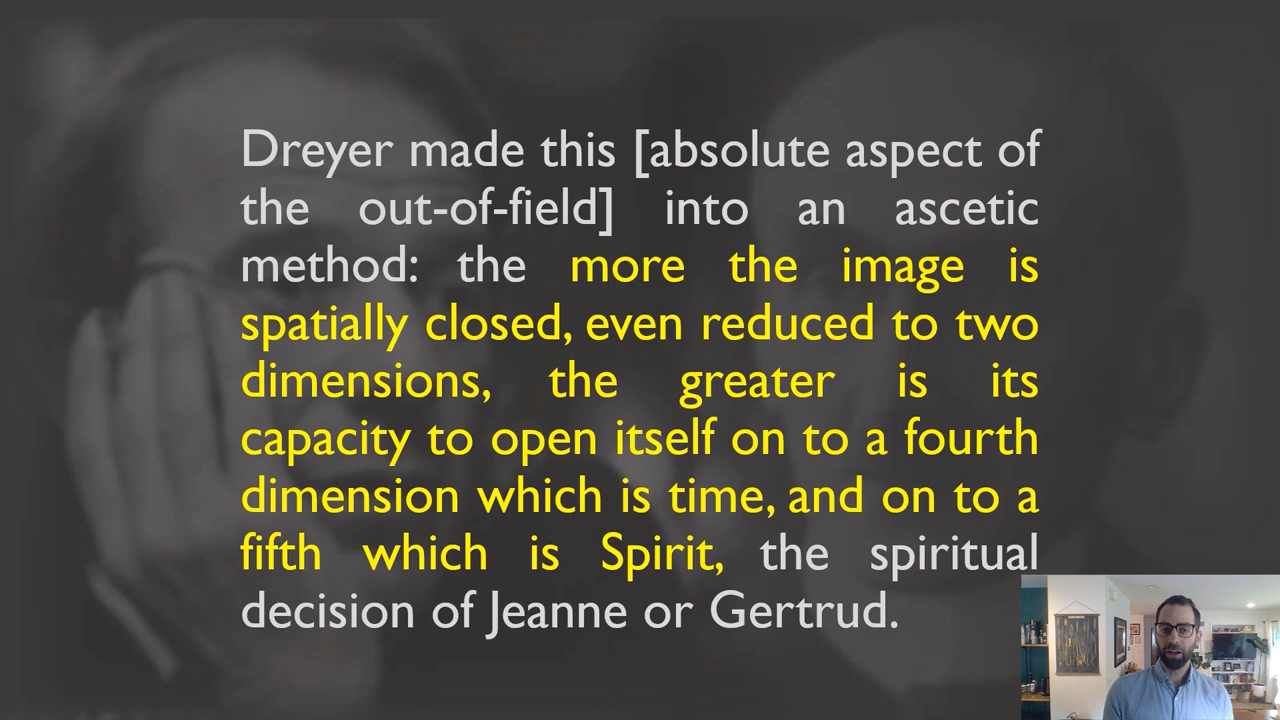 Dreyer made this [absolute aspect of
the out-of-field] into an ascetic
method: the more the image is
spatially closed, even reduced to two
dimensions, the greater is its
capacity to open itself on to a fourth
dimension which is time, and on to a
fifth which is Spirit, the spiritual
decision of Jeanne or Gertrud.